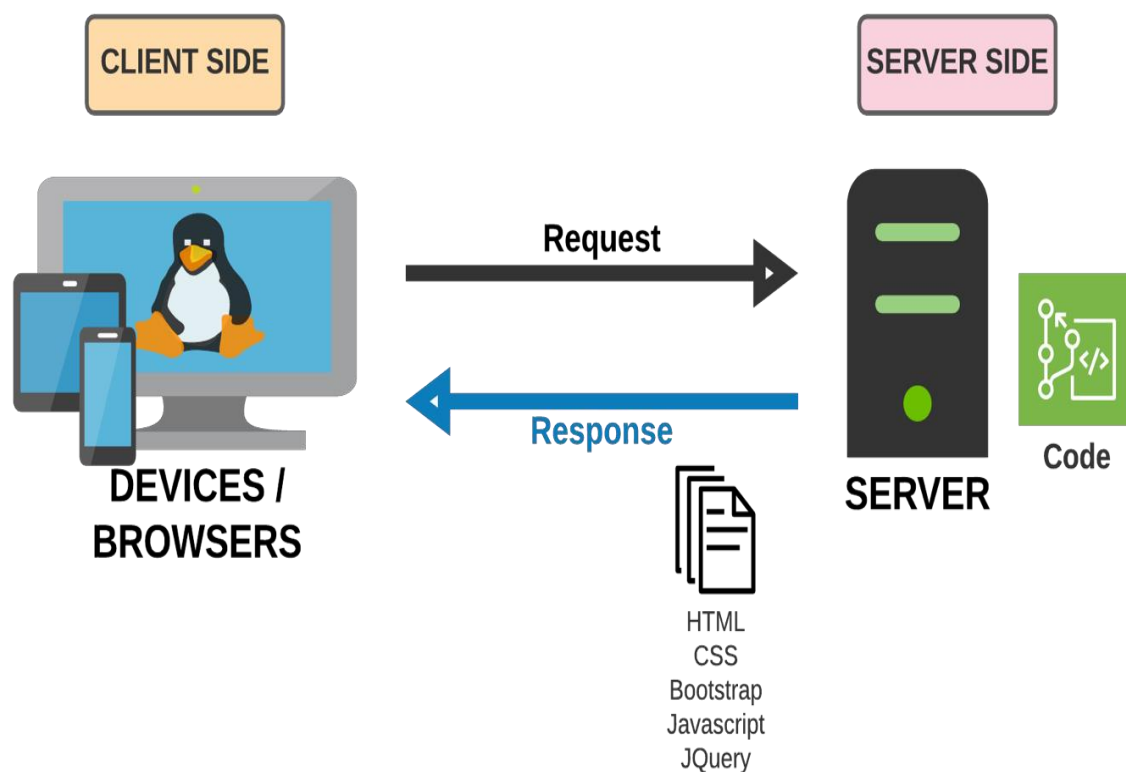 CLIENT SIDE
SERVER SIDE
Request
Response
</>
Code
DEVICES /
BROWSERS
SERVER
HTML
CSS
Bootstrap
Javascript
JQuery